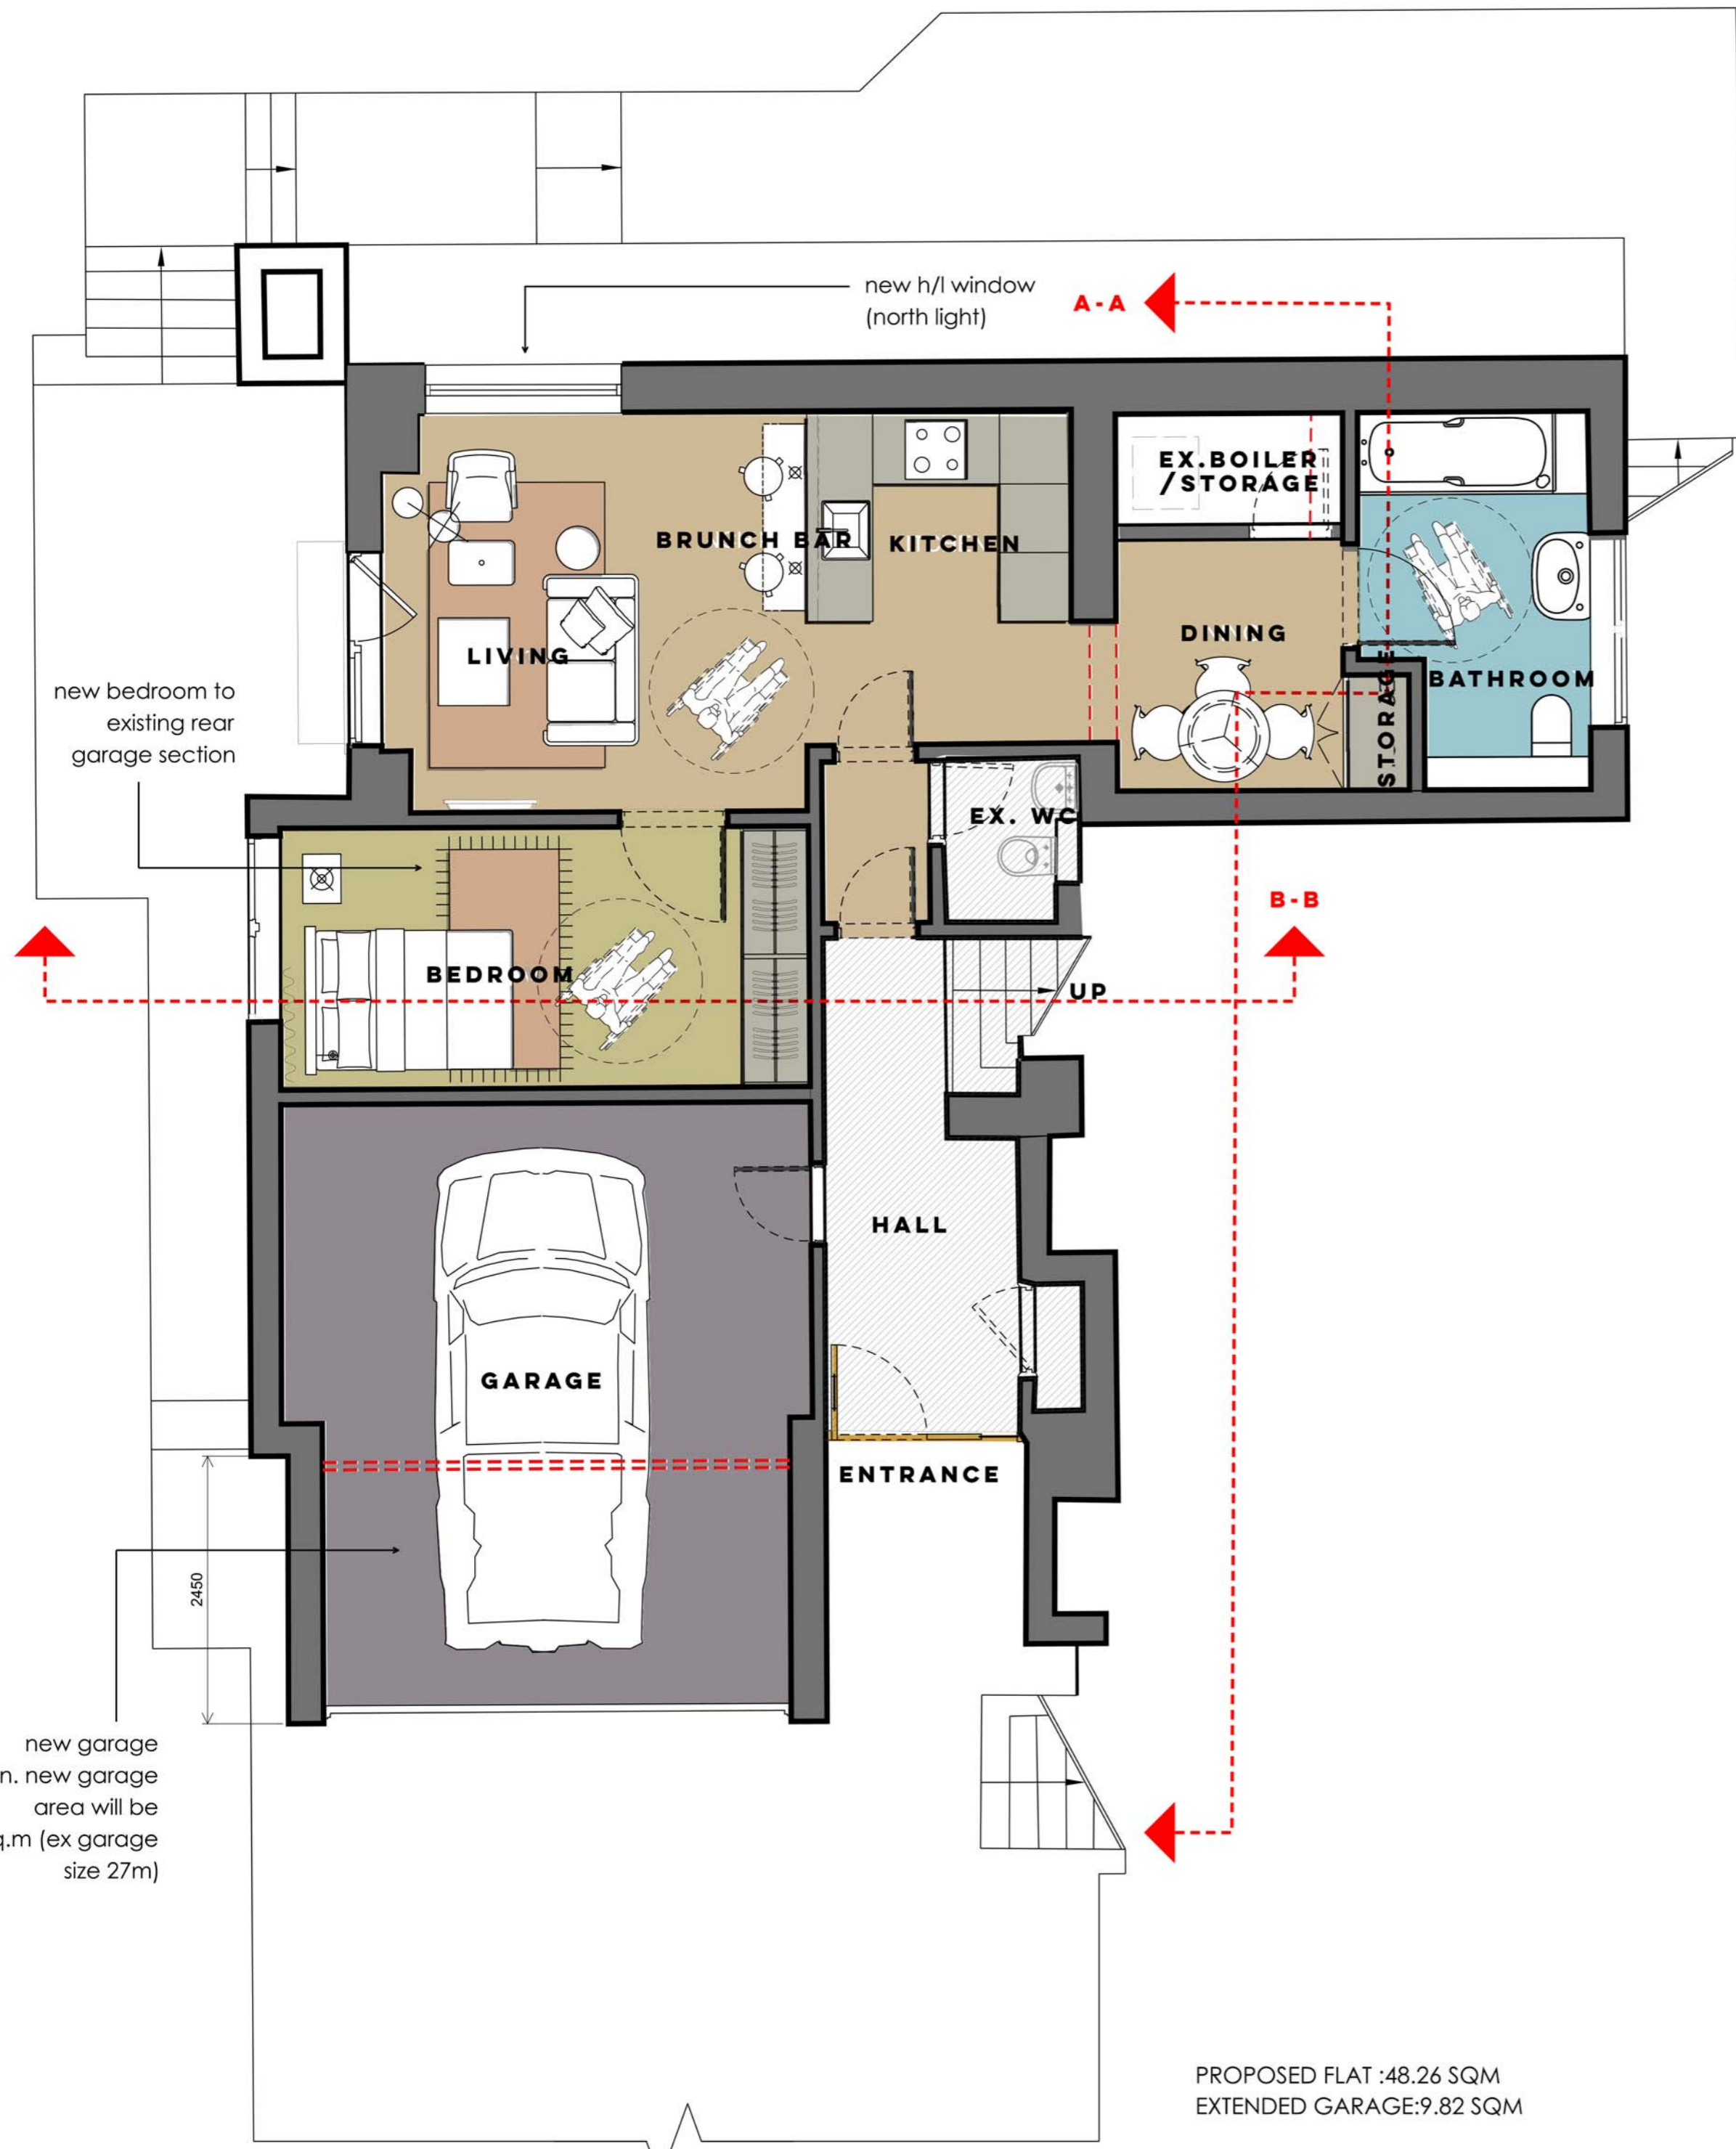 new h/l window
(north light)
A-A
EX.BOILER
/STORAGE
BRUNCH BAR
KITCHEN
DINING
LIVING
BATHROOM
STORAGE
new bedroom to
existing rear
garage section
EX. WC
B-B
BEDROOM
UP
HALL
GARAGE
ENTRANCE
2450
new garage
n. new garage
area will be
q.m (ex garage
size 27m)
PROPOSED FLAT :48.26 SQM
EXTENDED GARAGE:9.82 SQM